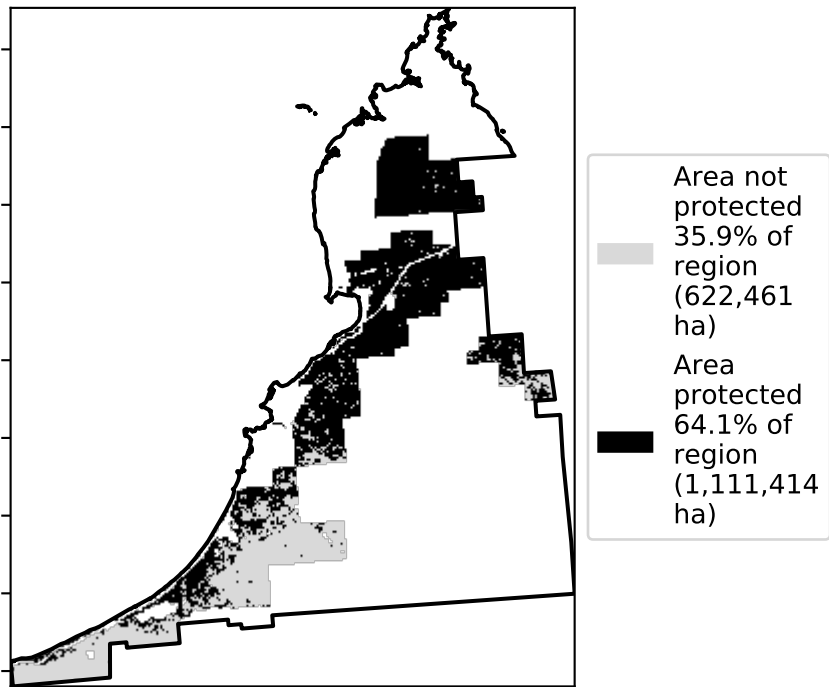 Area not
protected
35.9% of
region
(622,461
ha)
Area
protected
64.1% of
region
(1,111,414
ha)